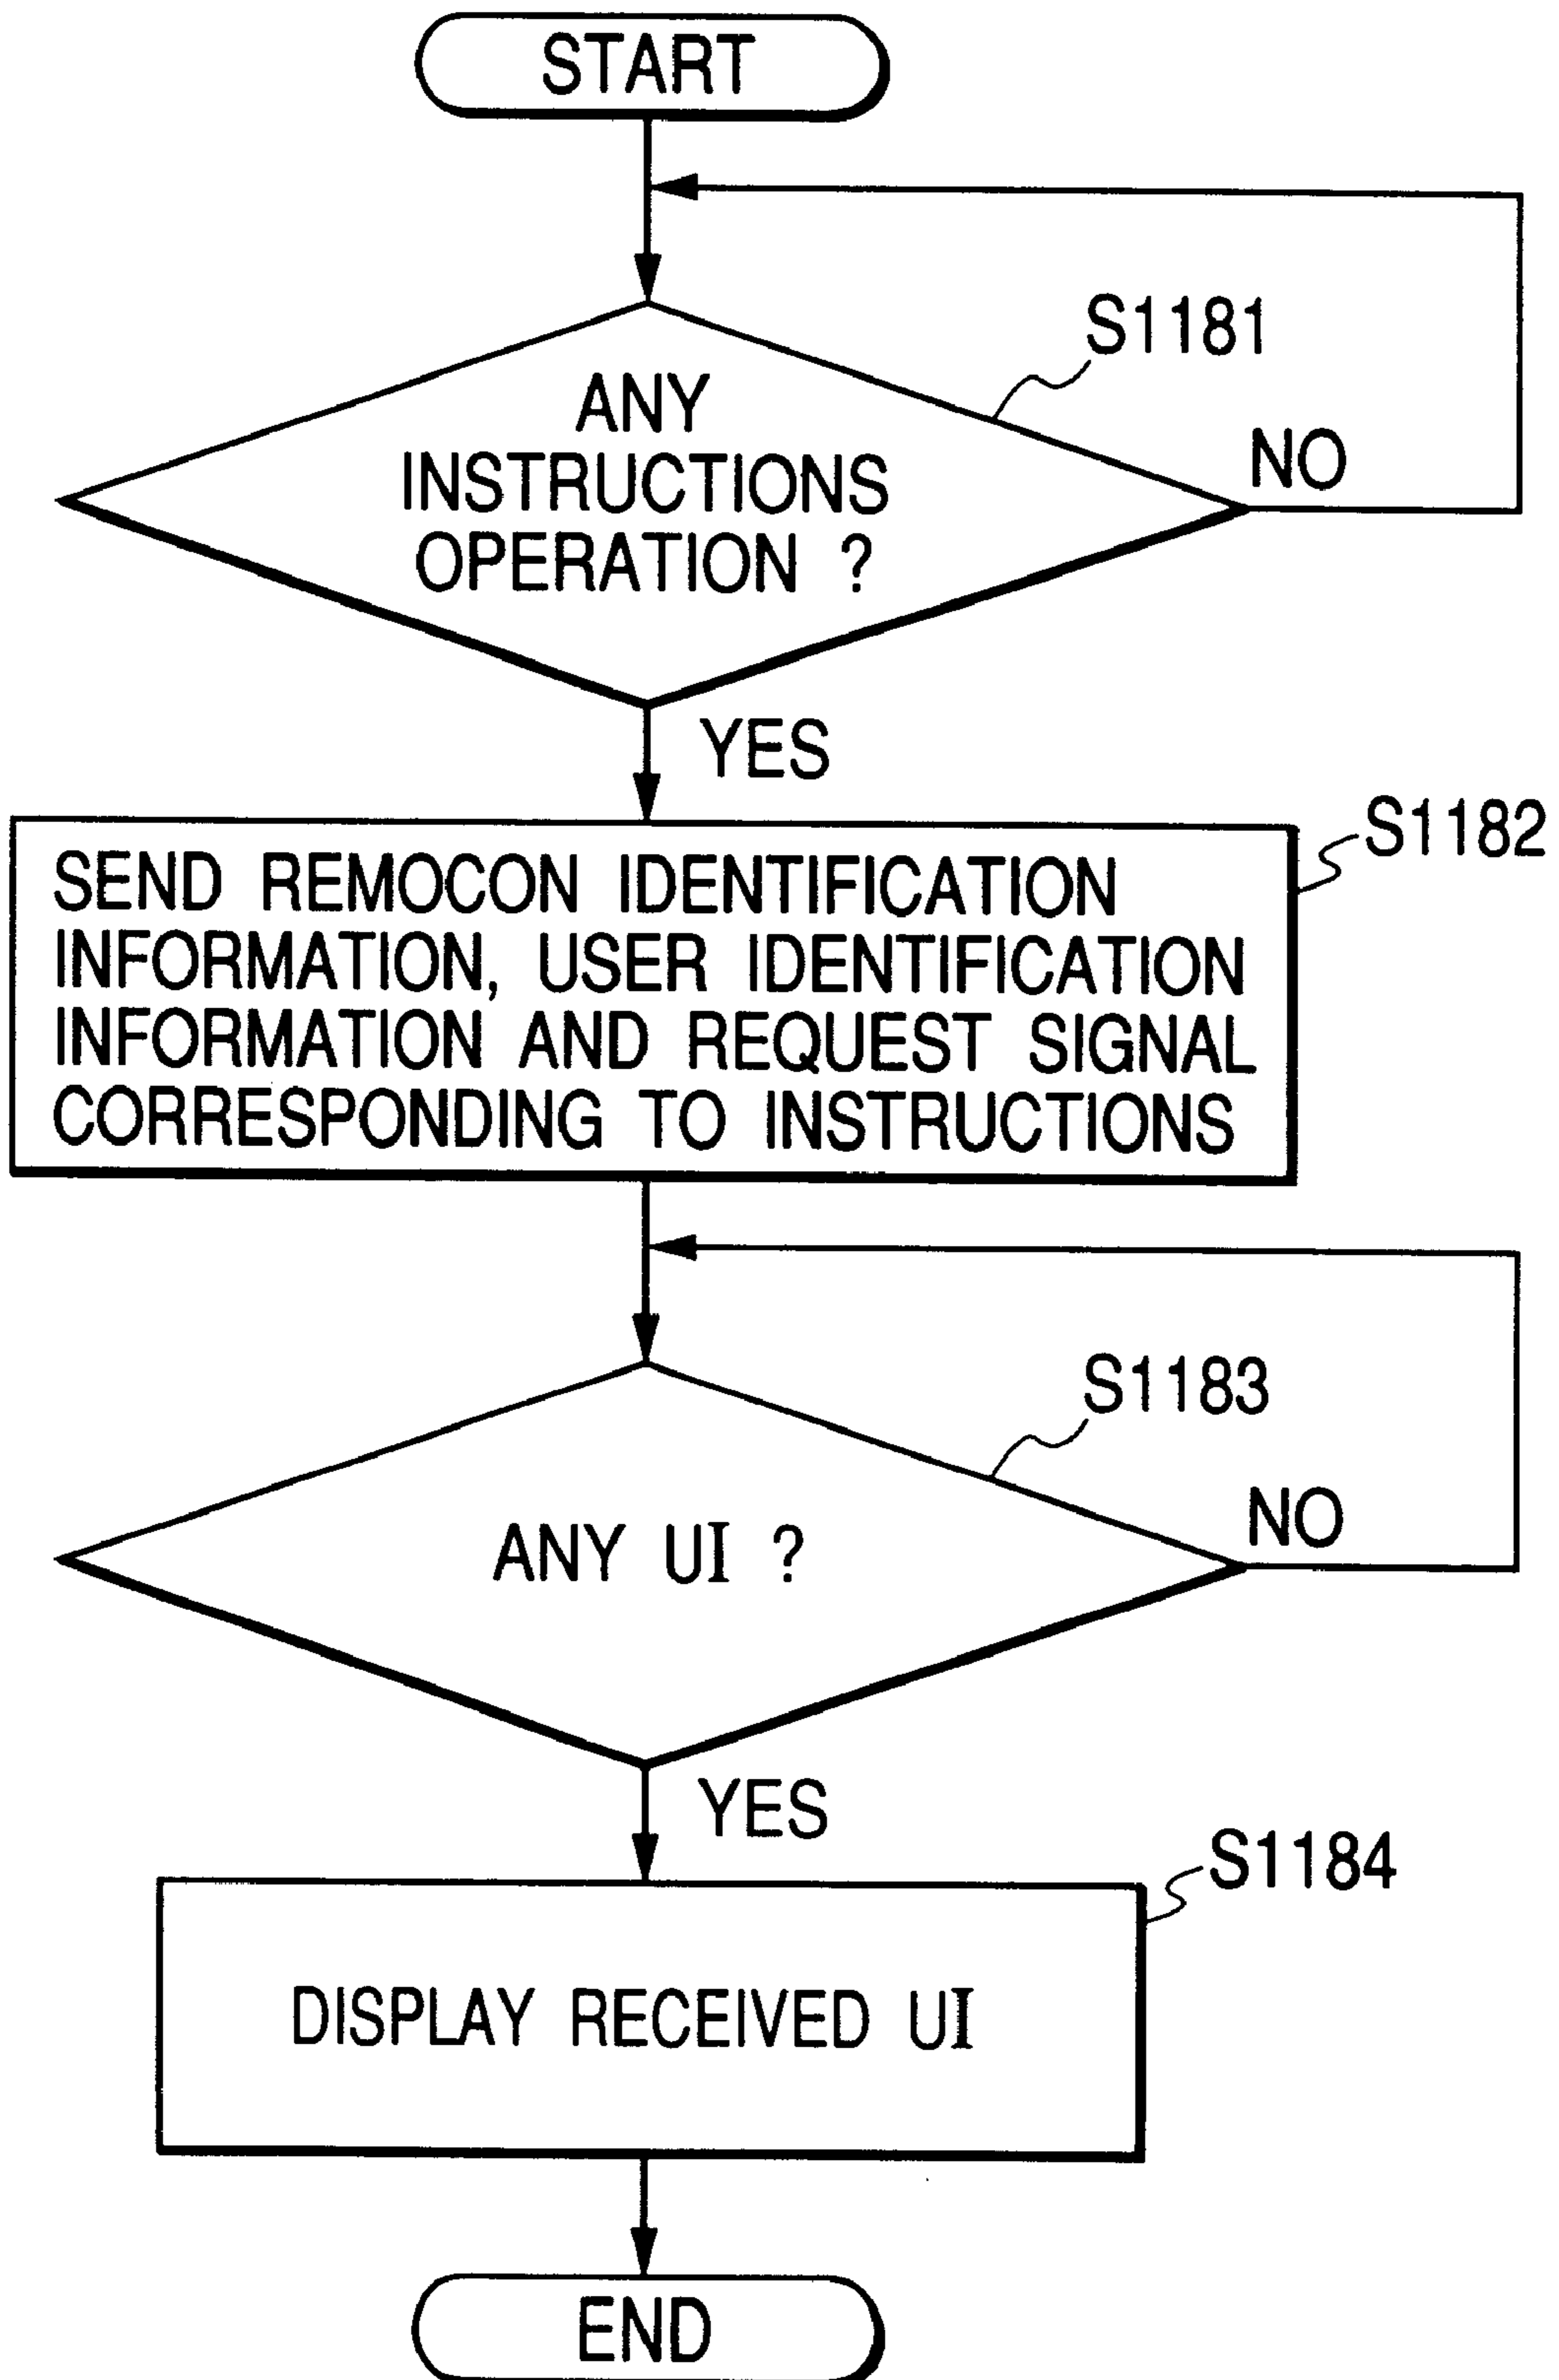 START
S1181
ANY
INSTRUCTIONS
OPERATION ?
NO
YES
S1182
SEND REMOCON IDENTIFICATION
INFORMATION, USER IDENTIFICATION
INFORMATION AND REQUEST SIGNAL
CORRESPONDING TO INSTRUCTIONS
S1183
NO
ANY UI ?
YES
S1184
DISPLAY RECEIVED UI
END